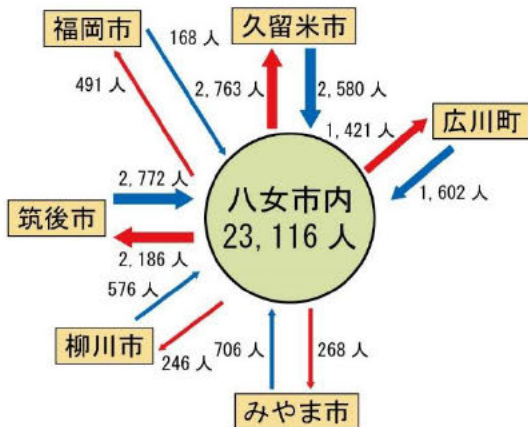 福岡市
168 人
久留米市
491 人
2,763 人
2,580 人
1,421 人
広川町
2,772 人
八女市内
23,116 人
1,602 人
筑後市
2,186 人
576 人
柳川市
246 人
706 人
268 人
みやま市